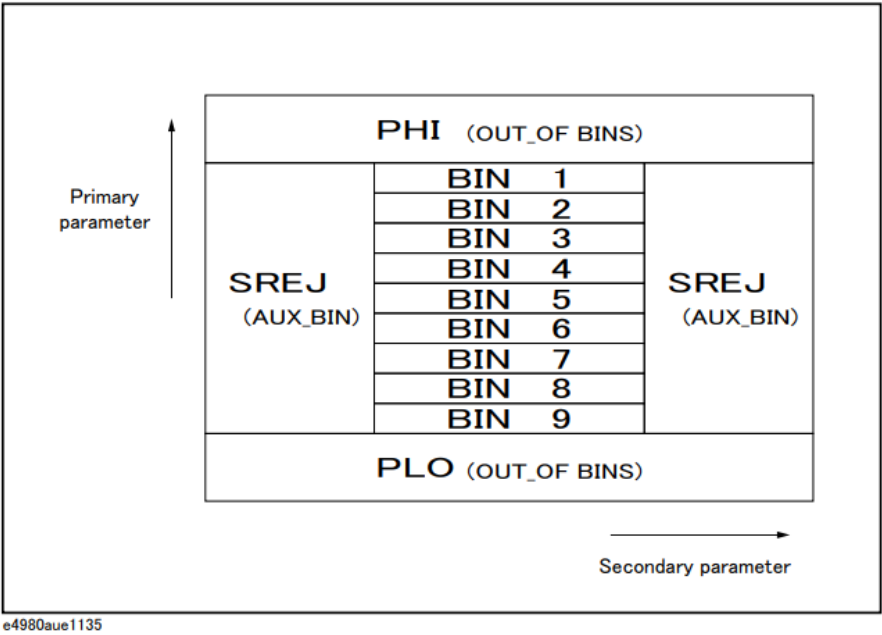 PHI (OUT_OF BINS)
Primary
parameter
BIN 1
BIN 2
BIN 3
BIN 4
BIN 5
BIN 6
BIN 7
BIN 8
BIN 9
SREJ
(AUX_BIN)
SREJ
(AUX_BIN)
PLO (OUT_OF BINS)
Secondary parameter
e4980aue1135